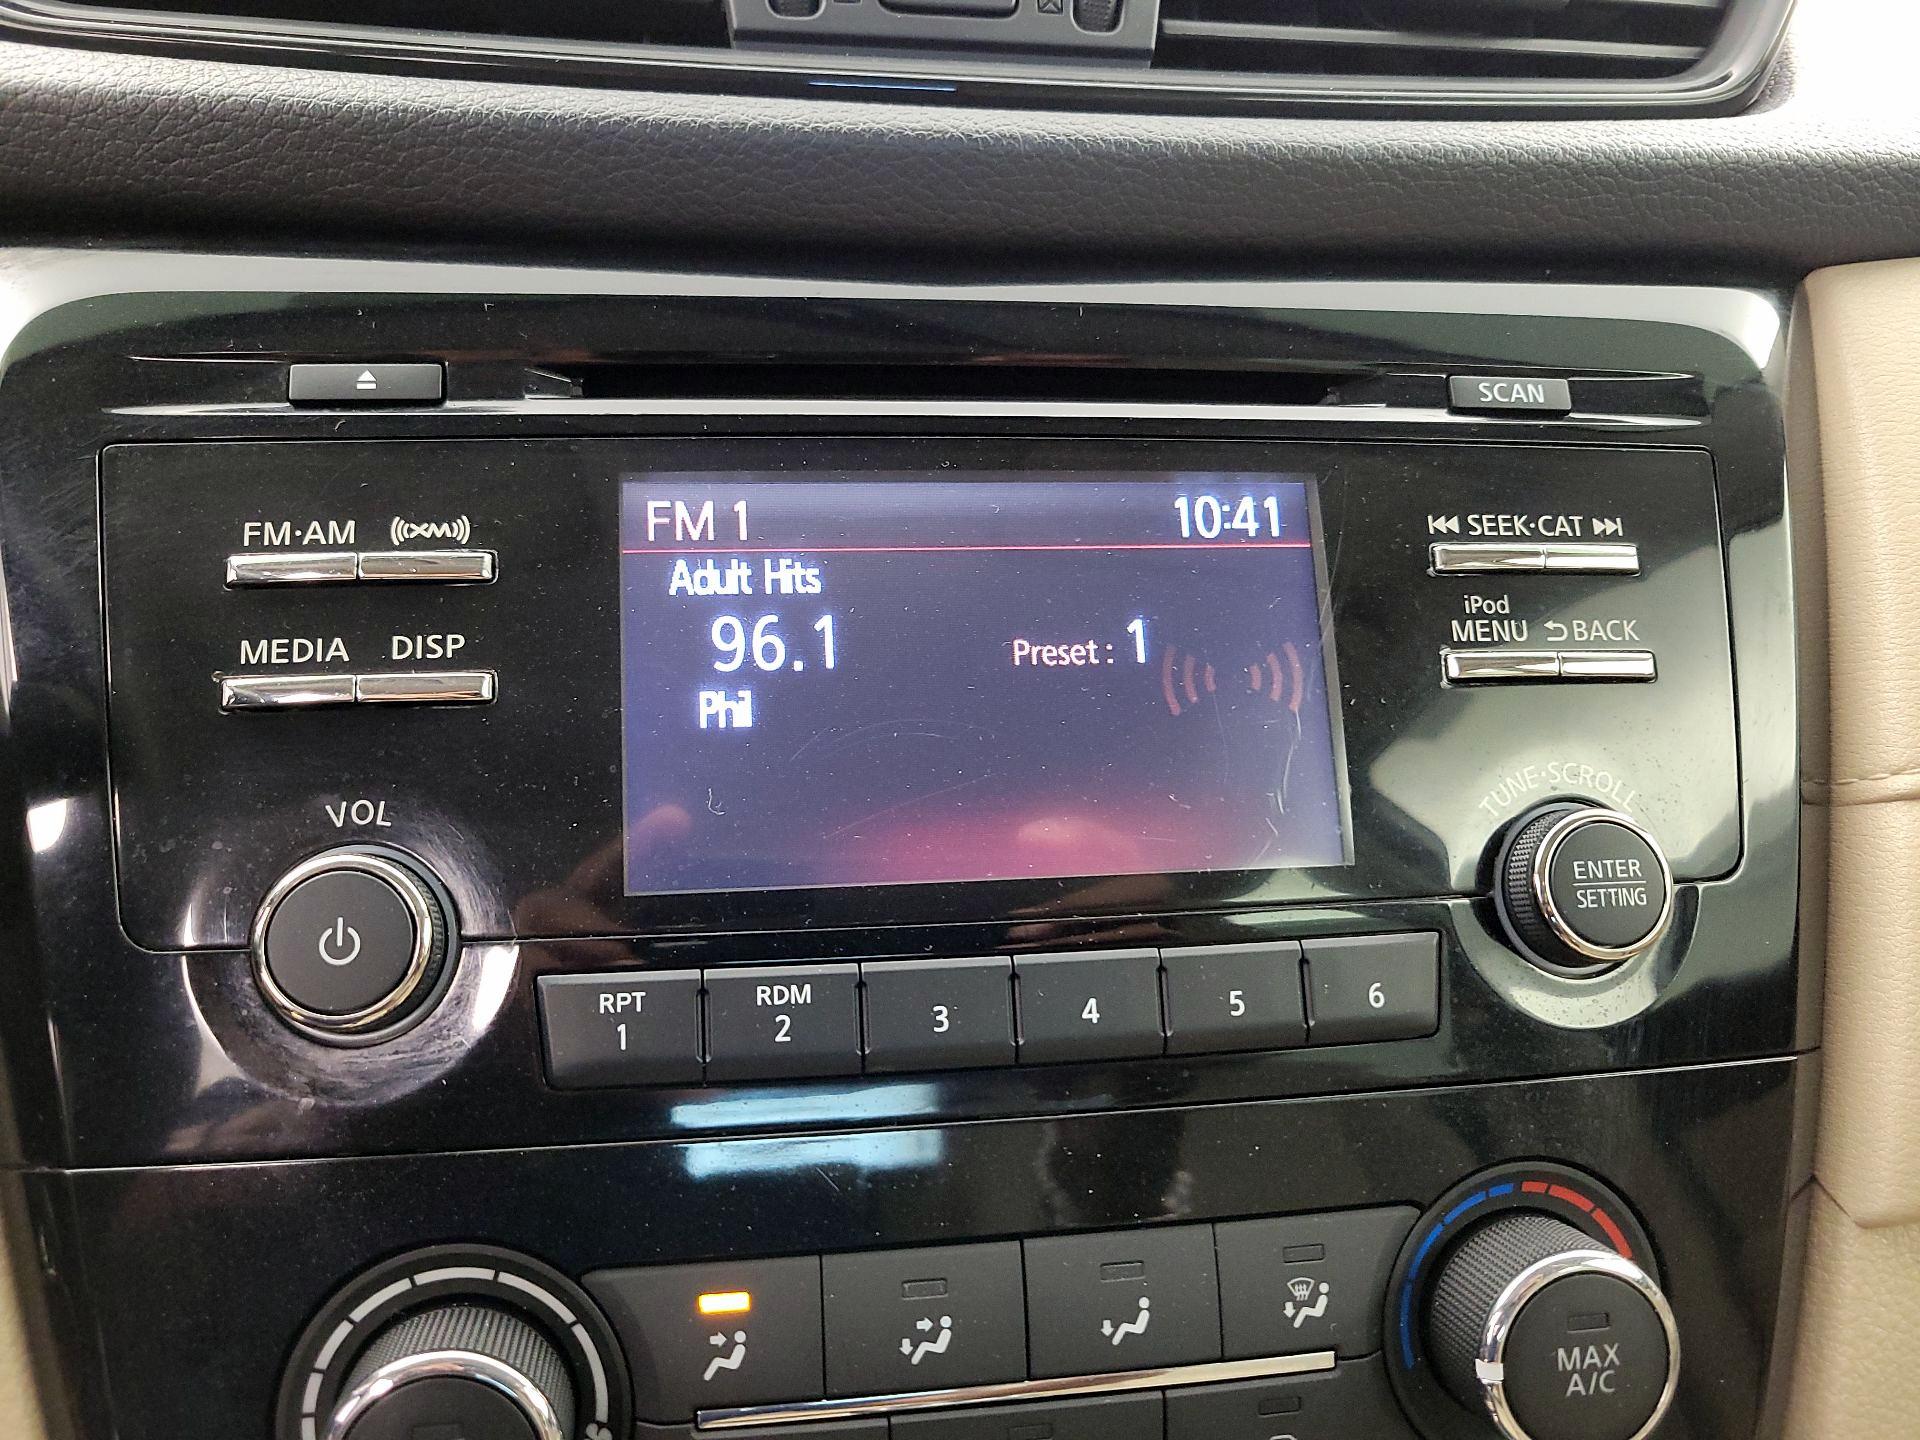 SCAN
FM·AM XM
FM 1 10:41
SEEK·CAT
Adult Hits
iPod
MENU BACK
96.1 Preset: 1
MEDIA DISP
Phil
VOL
TUNE·SCROLL
ENTER
SETTING
RPT RDM
1 2 3 4 5 6
MAX
A/C